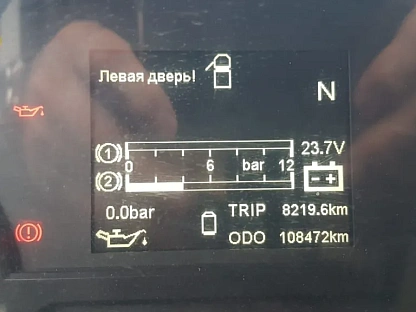 Левая дверь!
N
1 23.7V
0 6 bar 12
2 - +
0.0bar TRIP 8219.6km
ODO 108472km